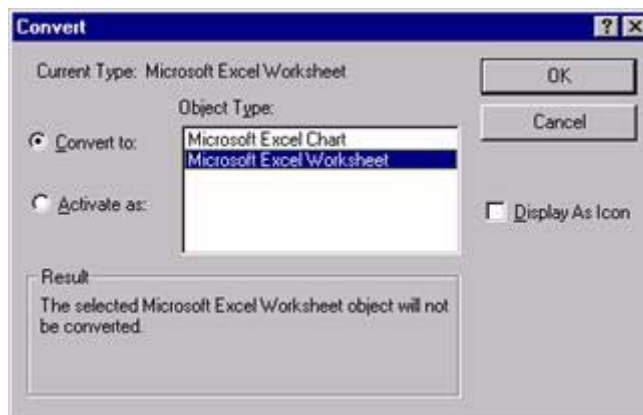 Convert
Current Type: Microsoft Excel Worksheet
OK
Cancel
Object Type:
Convert to:
Microsoft Excel Chart
Microsoft Excel Worksheet
Activate as:
Display As Icon
Result
The selected Microsoft Excel Worksheet object will not
be converted.